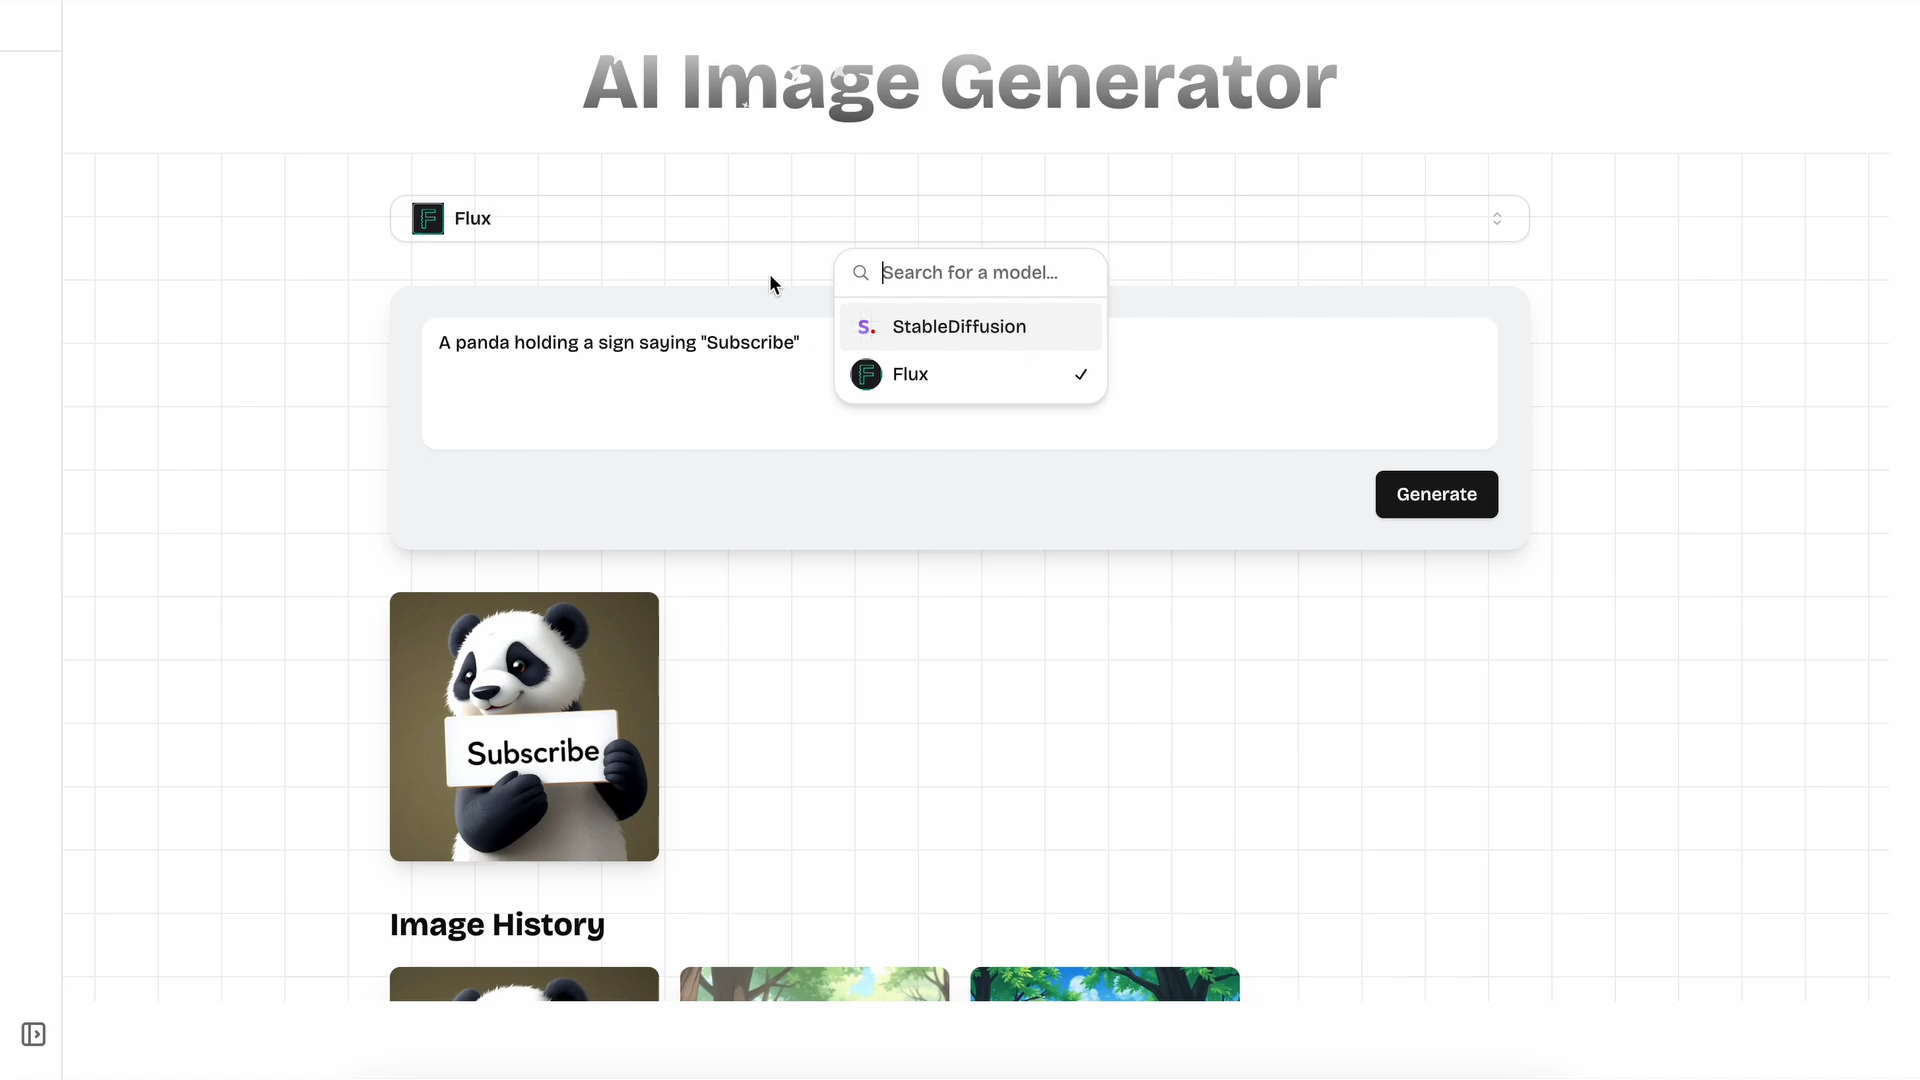 AI Image Generator
Flux
Search for a model...
S. StableDiffusion
F Flux
A panda holding a sign saying "Subscribe"
Generate
Subscribe
Image History